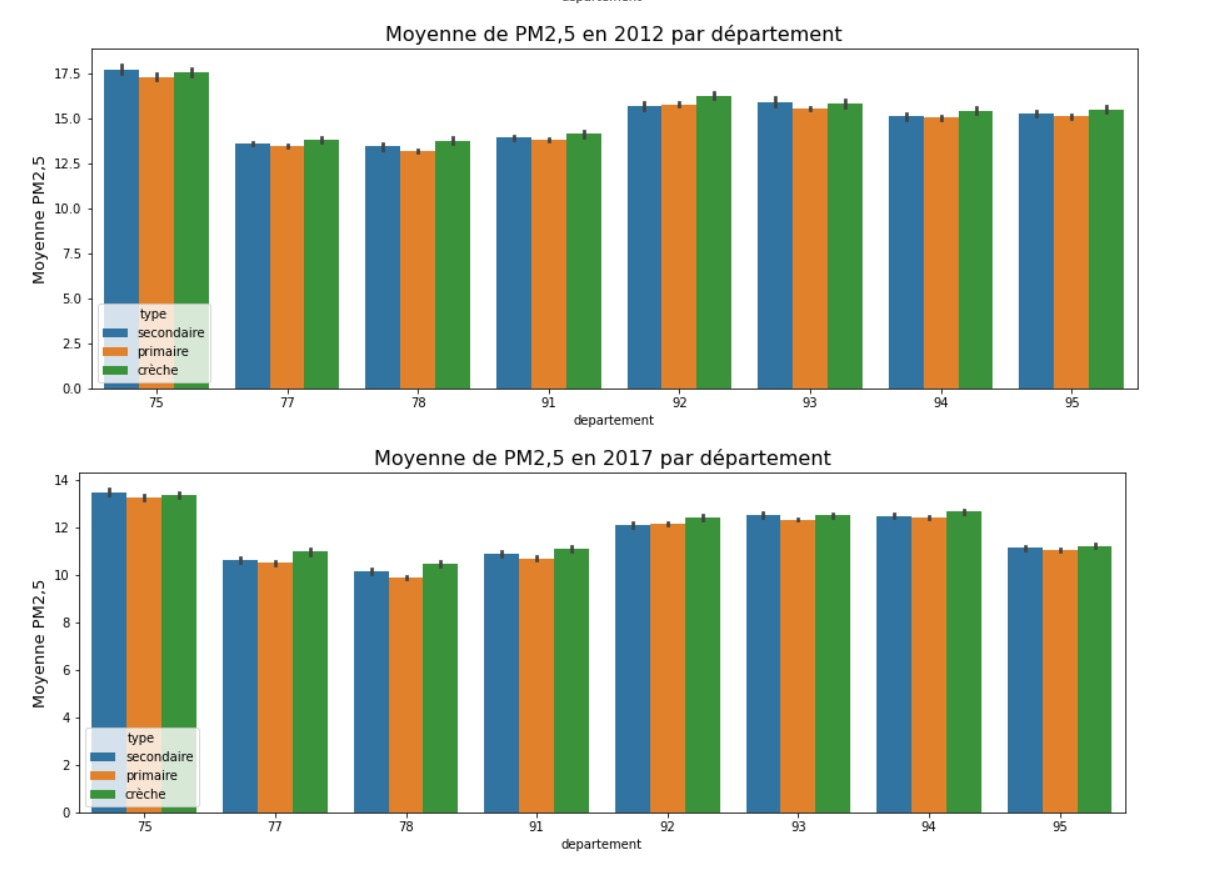 departement
Moyenne de PM2,5 en 2012 par département
Moyenne PM2,5
17.5
15.0
12.5
10.0
7.5
5.0
2.5
0.0
type
secondaire
primaire
crèche
75 77 78 91 92 93 94 95
departement
Moyenne de PM2,5 en 2017 par département
Moyenne PM2,5
14
12
10
8
6
4
2
0
type
secondaire
primaire
crèche
75 77 78 91 92 93 94 95
departement